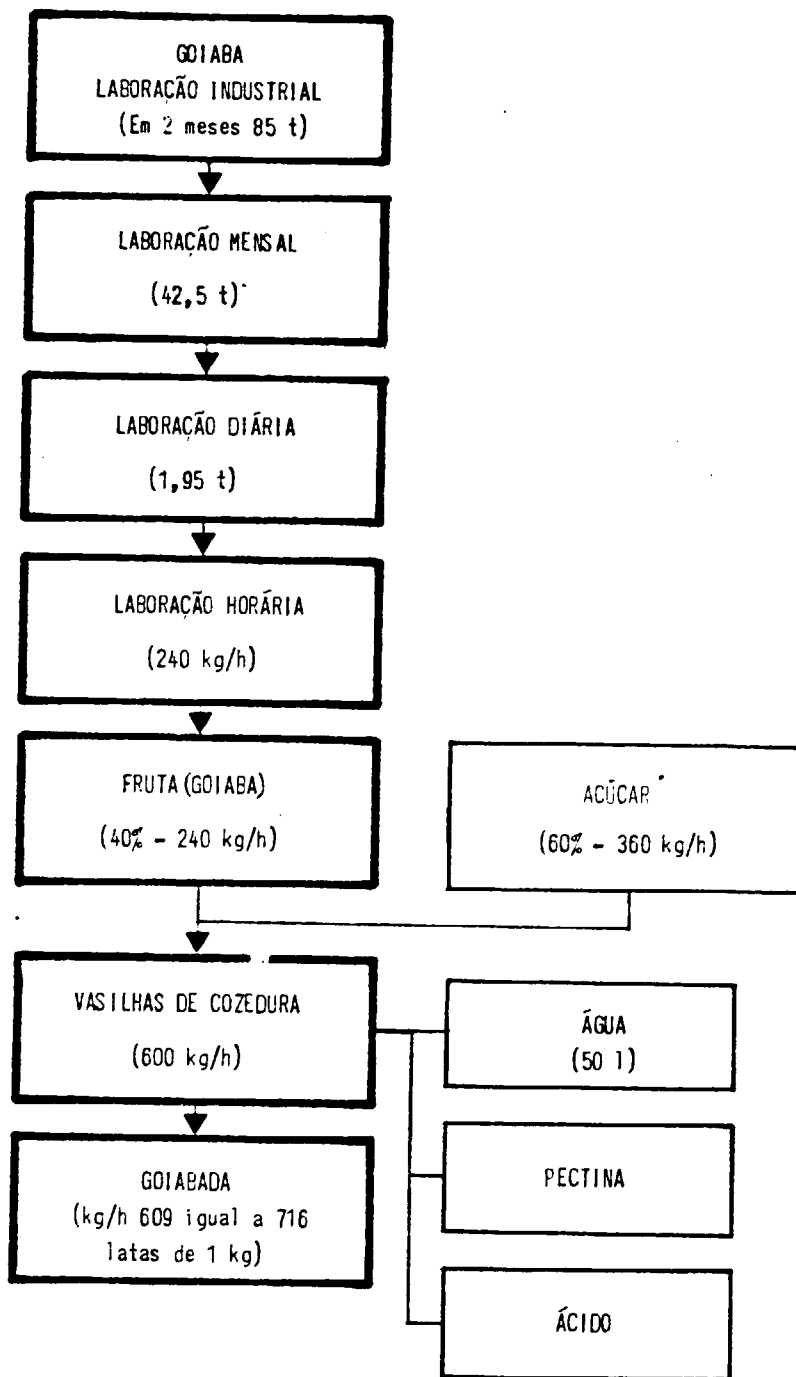 GOIABA
LABORAÇÃO INDUSTRIAL
(Em 2 meses 85 t)
LABORAÇÃO MENSAL
(42,5 t)
LABORAÇÃO DIÁRIA
(1,95 t)
LABORAÇÃO HORÁRIA
(240 kg/h)
FRUTA(GOIABA)
(40% - 240 kg/h)
ACÚCAR
(60% - 360 kg/h)
VASILHAS DE COZEDURA
(600 kg/h)
ÁGUA
(50 l)
PECTINA
GOIABADA
(kg/h 609 igual a 716
latas de 1 kg)
ÁCIDO